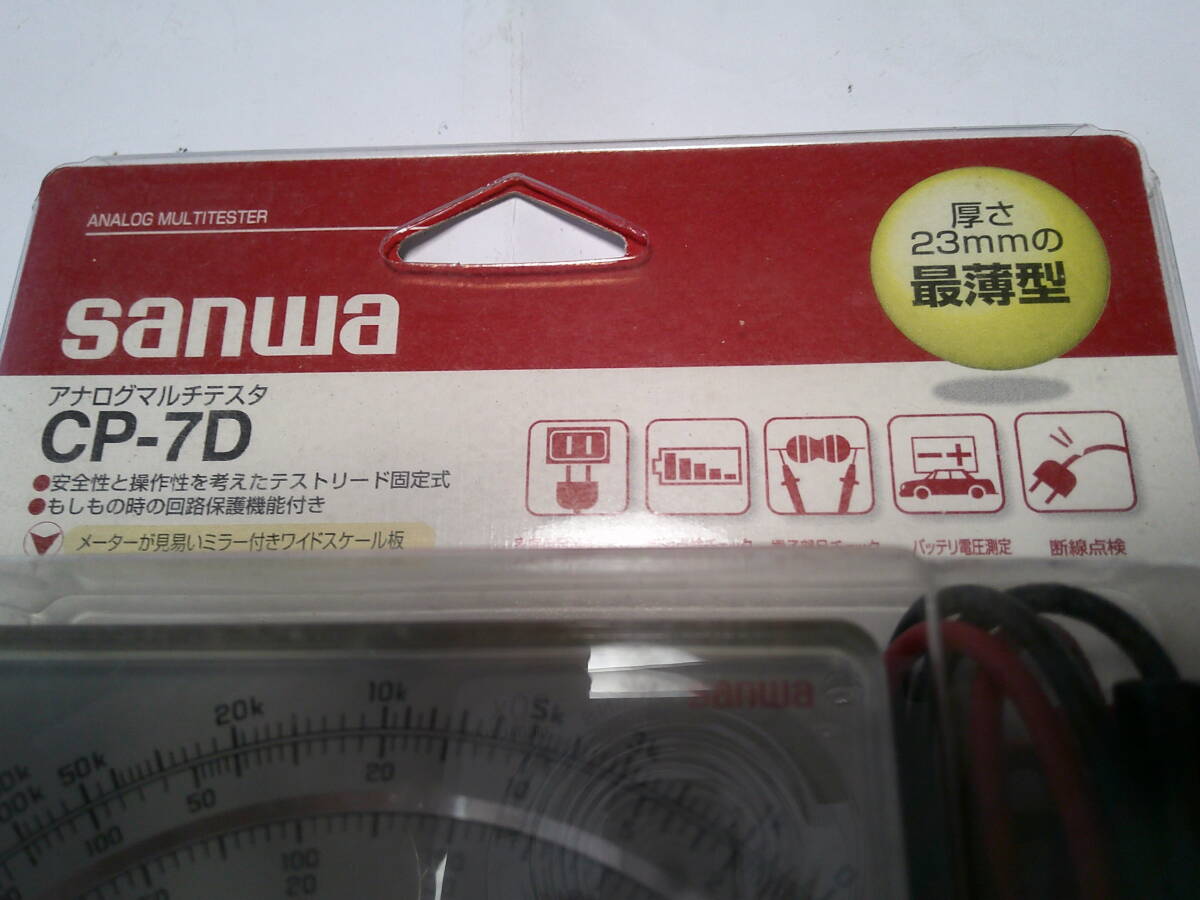 ANALOG MULTITESTER
sanwa
厚さ
23mmの
最薄型
アナログマルチテスタ
CP-7D
●安全性と操作性を考えたテストリード固定式
●もしもの時の回路保護機能付き
メーターが見易いミラー付きワイドスケール板
バッテリ電圧測定
断線点検
sanwa
50k
20k
10k
5k
2k
100
50
20
10
100
20